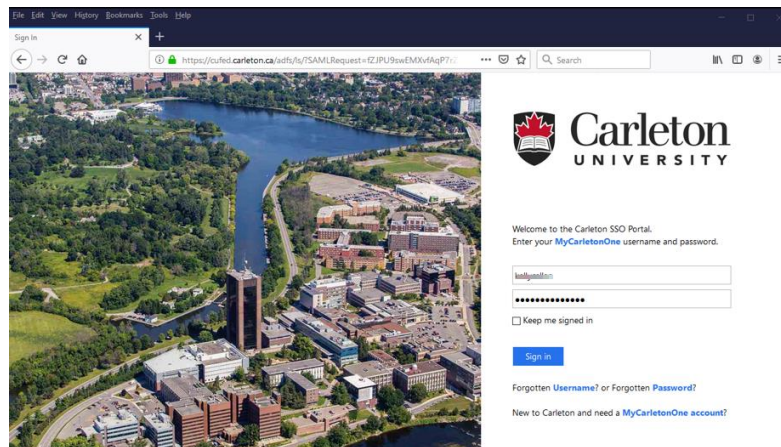 File Edit View History Bookmarks Tools Help
Sign In
https://cufed.carleton.ca/adfs/ls/?SAMLRequest=fZJPU9swEMXvfAqP7
Search
Carleton
UNIVERSITY
Welcome to the Carleton SSO Portal.
Enter your MyCarletonOne username and password.
Keep me signed in
Sign in
Forgotten Username? or Forgotten Password?
New to Carleton and need a MyCarletonOne account?